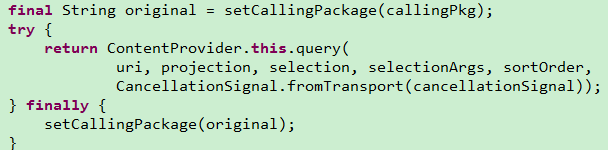 final String original = setCallingPackage(callingPkg);
try {
    return ContentProvider.this.query(
            uri, projection, selection, selectionArgs, sortOrder,
            CancellationSignal.fromTransport(cancellationSignal));
} finally {
    setCallingPackage(original);
}